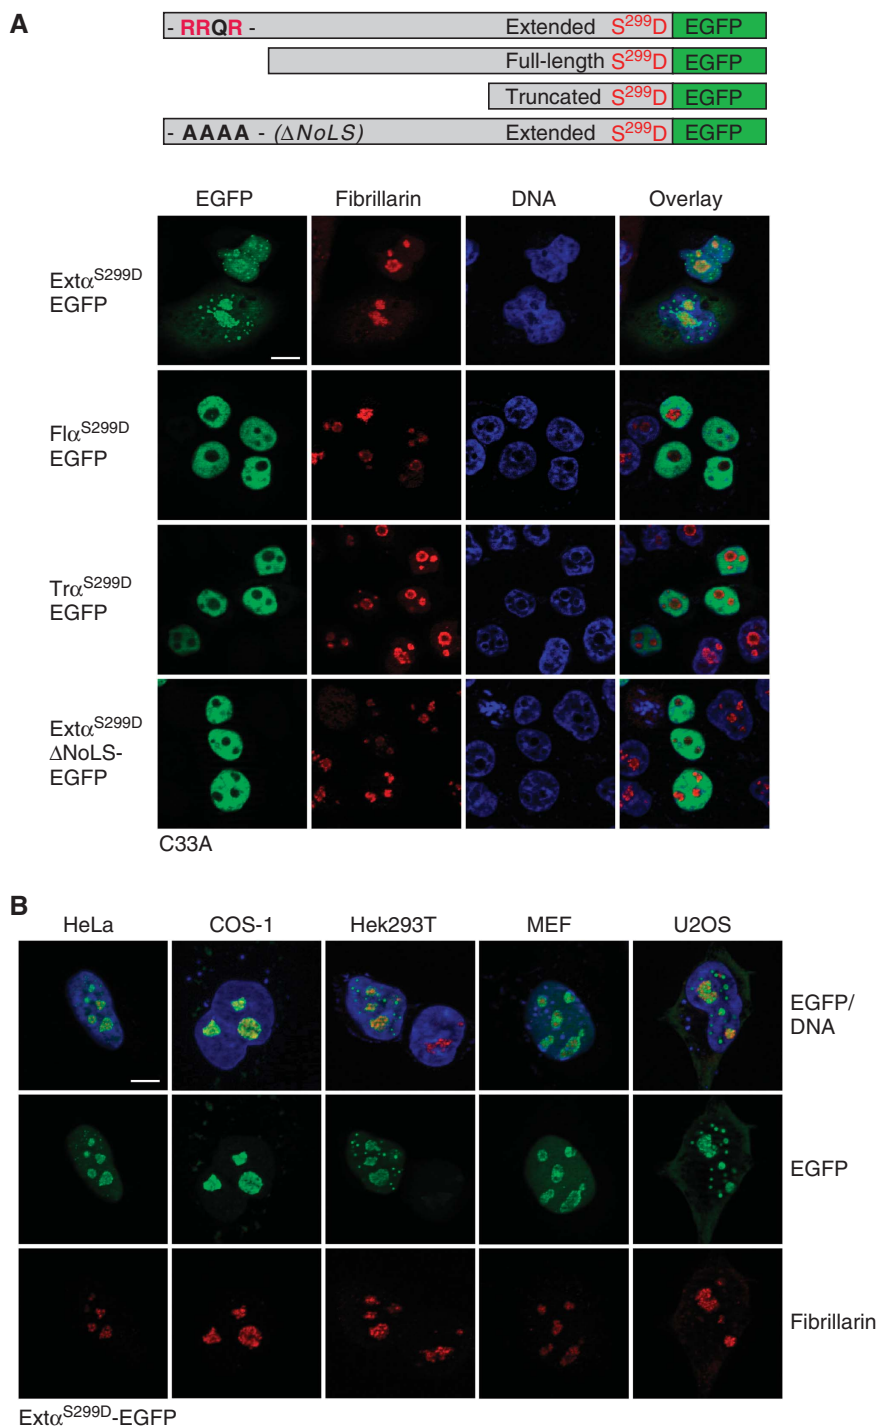 A
- RRQR - Extended S²⁹⁹D EGFP
Full-length S²⁹⁹D EGFP
Truncated S²⁹⁹D EGFP
- AAAA - (ΔNoLS) Extended S²⁹⁹D EGFP
EGFP Fibrillarin DNA Overlay
Extα^S299D
EGFP
Flα^S299D
EGFP
Trα^S299D
EGFP
Extα^S299D
ΔNoLS-
EGFP
C33A
B
HeLa COS-1 Hek293T MEF U2OS
EGFP/
DNA
EGFP
Fibrillarin
Extα^S299D-EGFP